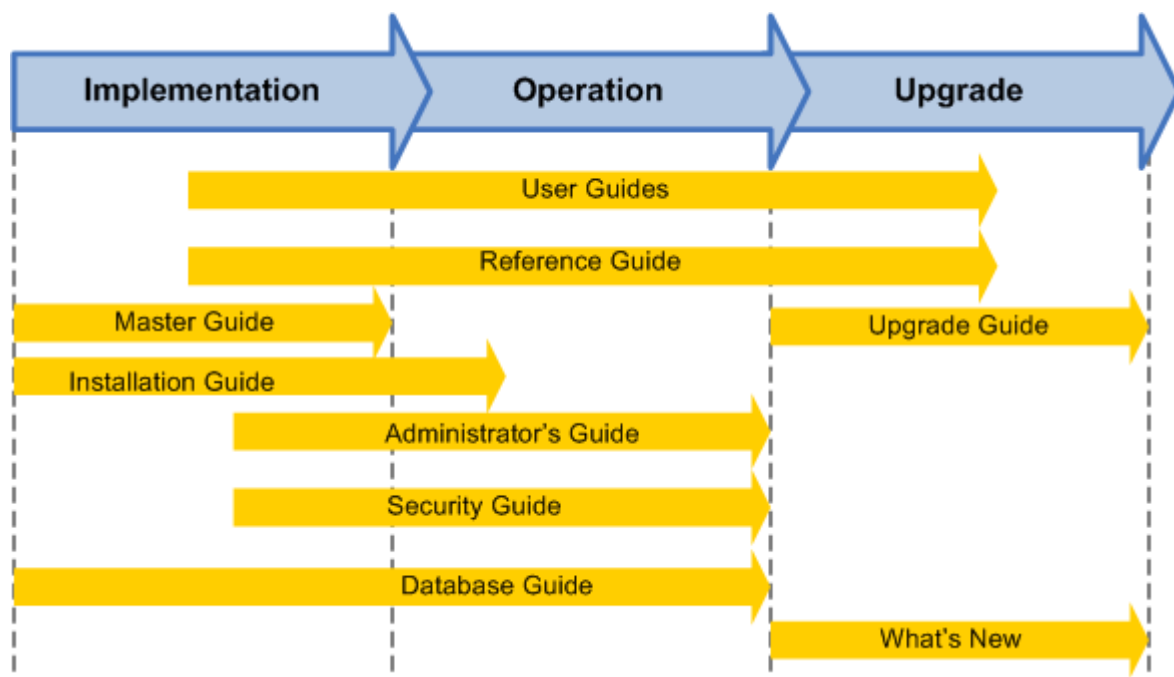 Implementation
Operation
Upgrade
User Guides
Reference Guide
Master Guide
Upgrade Guide
Installation Guide
Administrator's Guide
Security Guide
Database Guide
What's New